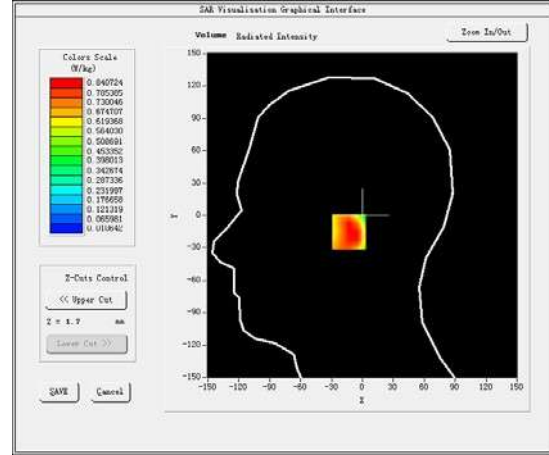 SAR Visualisation Graphical Interface
Volume Radiated Intensity
Zoom In/Out
Colors Scale
(W/kg)
0.840724
0.785385
0.730046
0.674707
0.619368
0.564030
0.508691
0.453352
0.398013
0.342674
0.287336
0.231997
0.176658
0.121319
0.065981
0.010642
Z-Cuts Control
<< Upper Cut
Z = 1.7 mm
Lower Cut >>
SAVE Cancel
150
120
90
60
30
0
-30
-60
-90
-120
-150
Y
-150 -120 -90 -60 -30 0 30 60 90 120 150
X